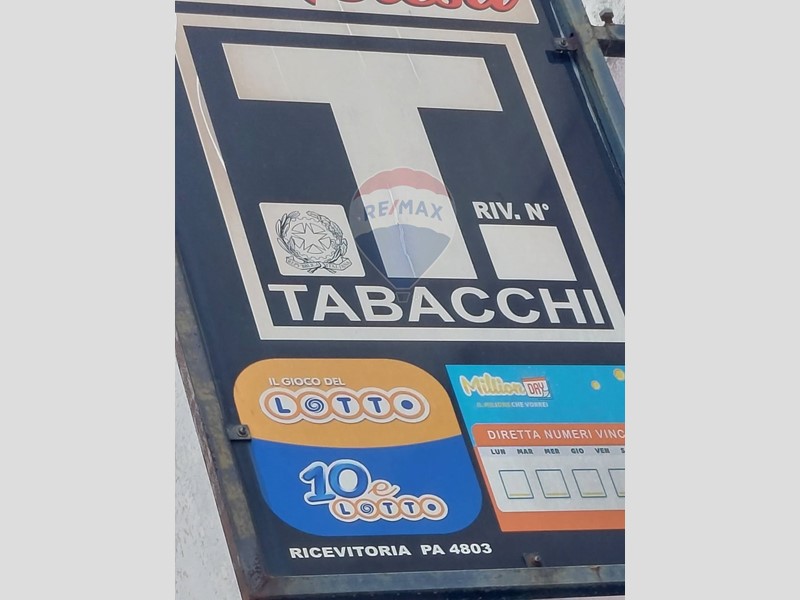 RE/MAX
RIV. N°
TABACCHI
IL GIOCO DEL
LOTTO
10 e
LOTTO
Million DAY
DIRETTA NUMERI VINC
LUN MAR MER GIO VEN S
RICEVITORIA PA 4803